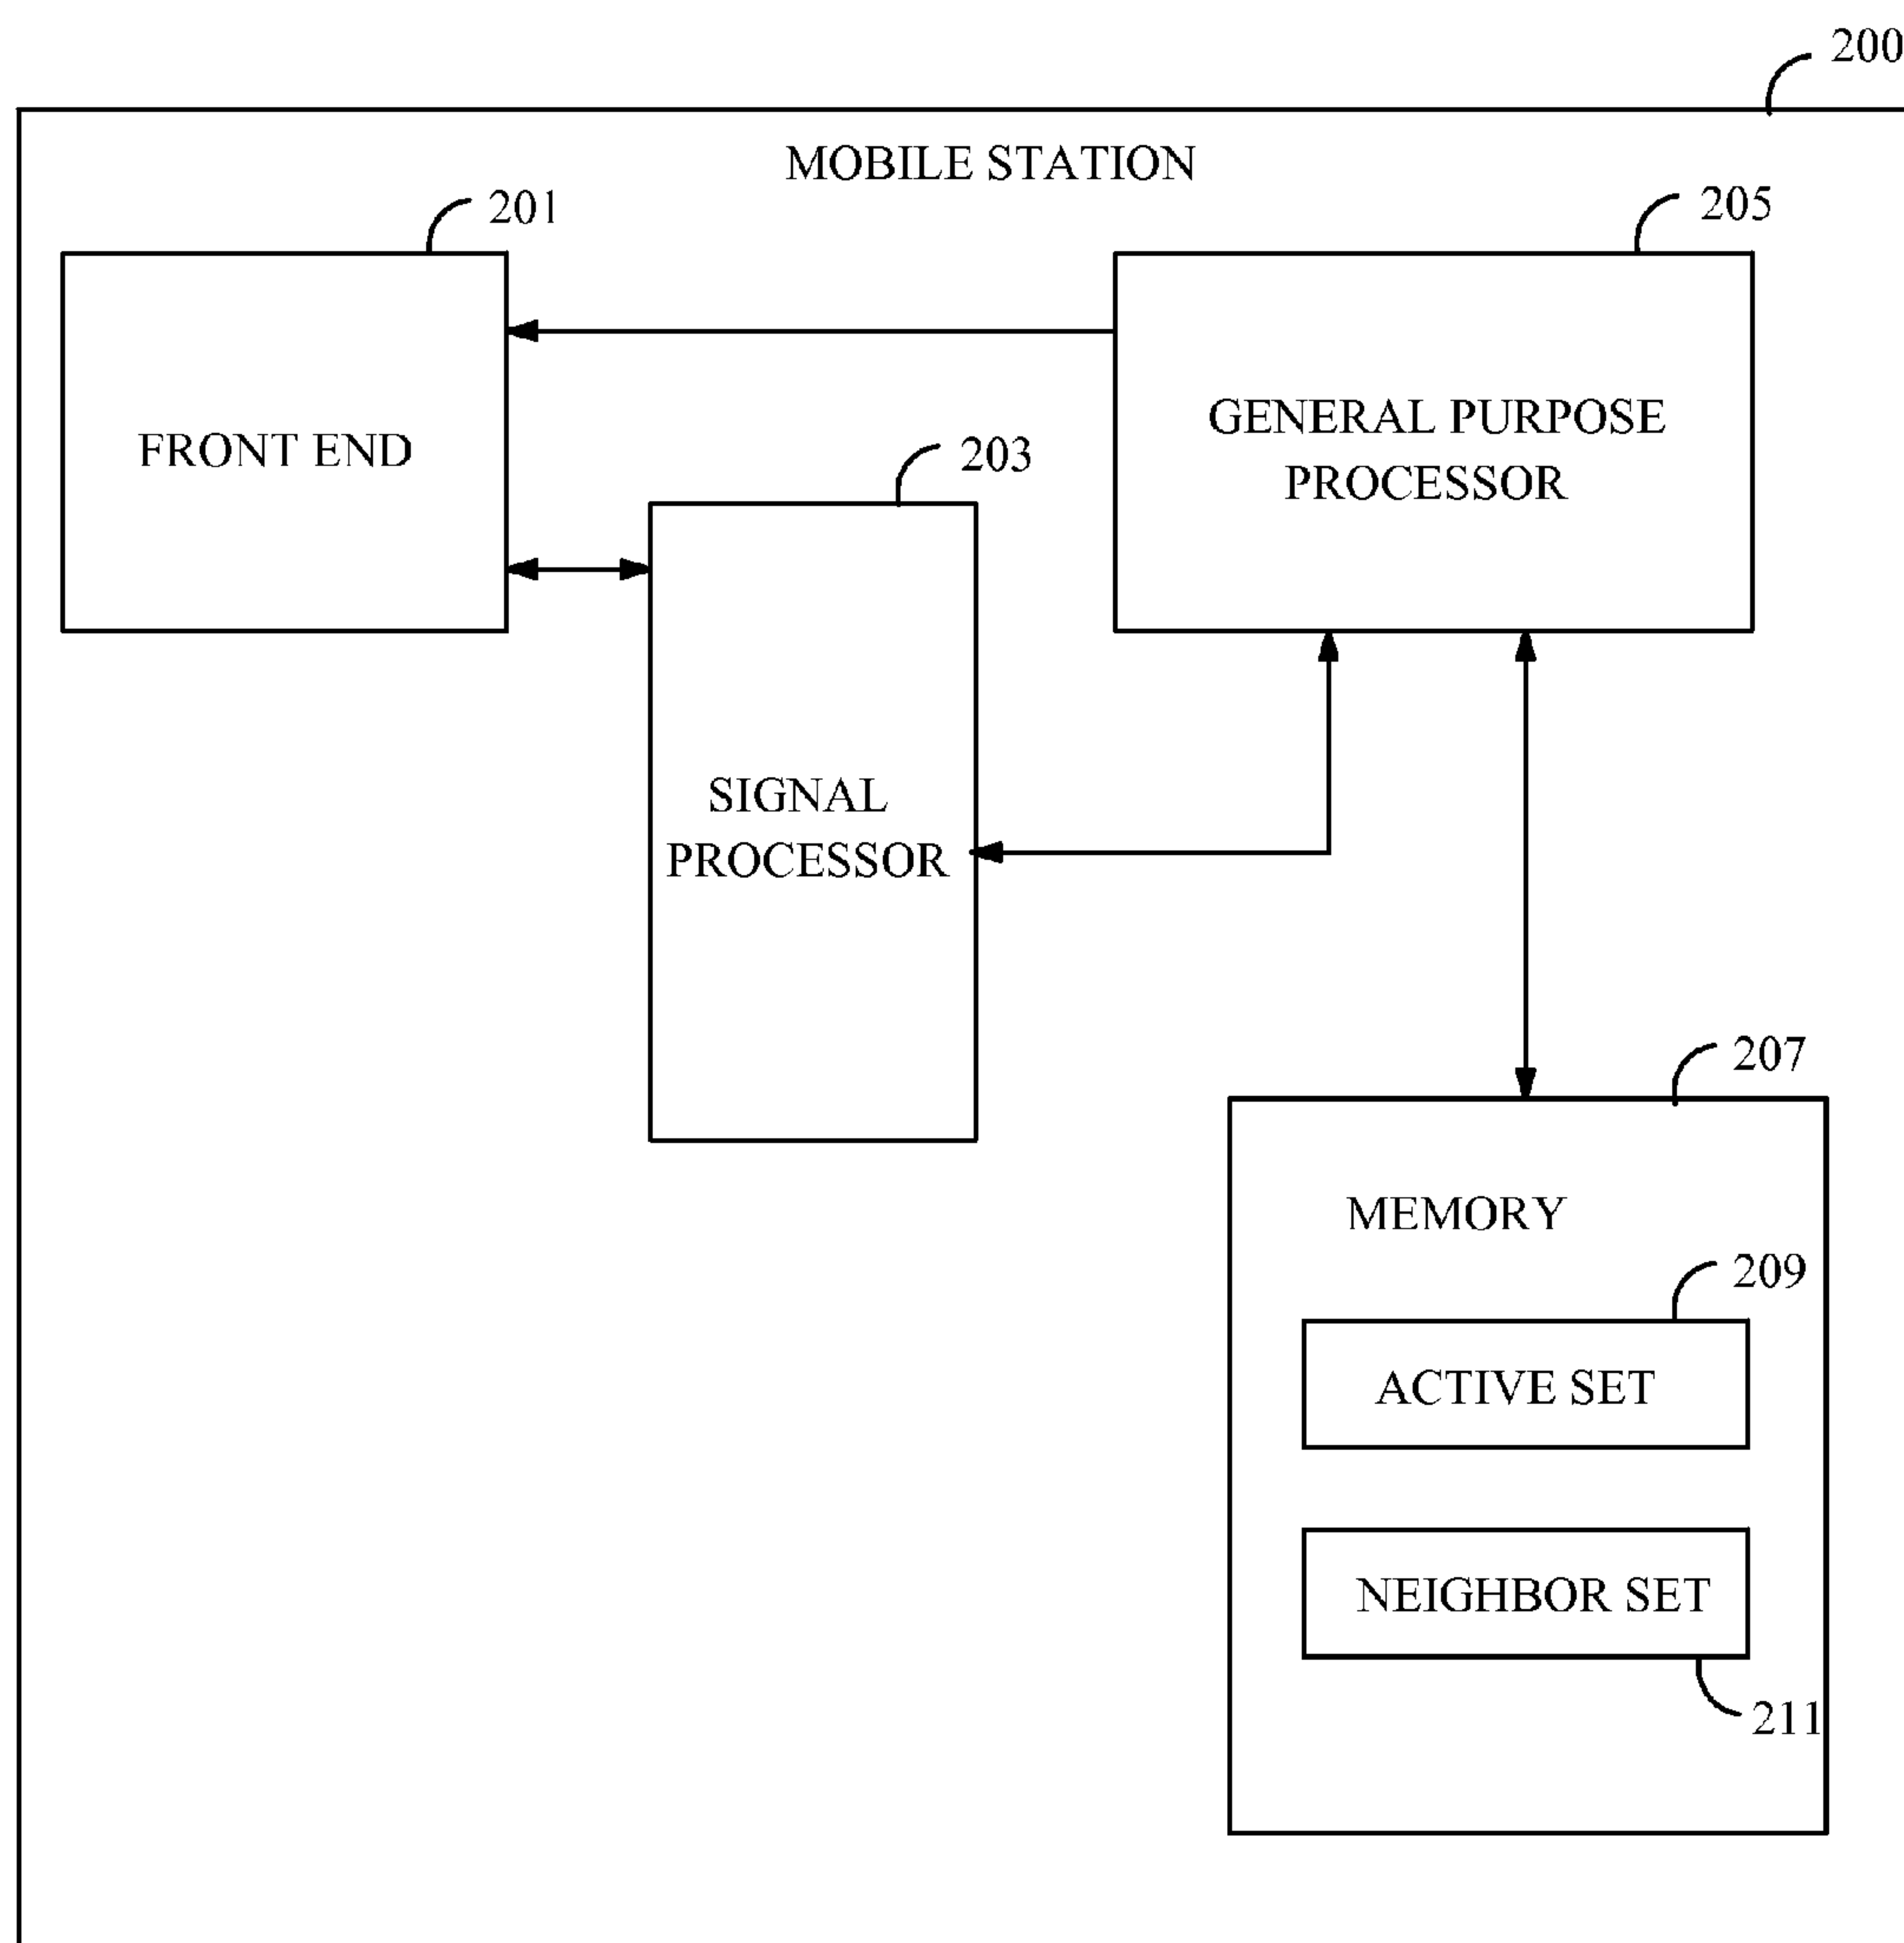 200
MOBILE STATION
201
205
FRONT END
GENERAL PURPOSE
PROCESSOR
203
SIGNAL
PROCESSOR
207
MEMORY
209
ACTIVE SET
NEIGHBOR SET
211